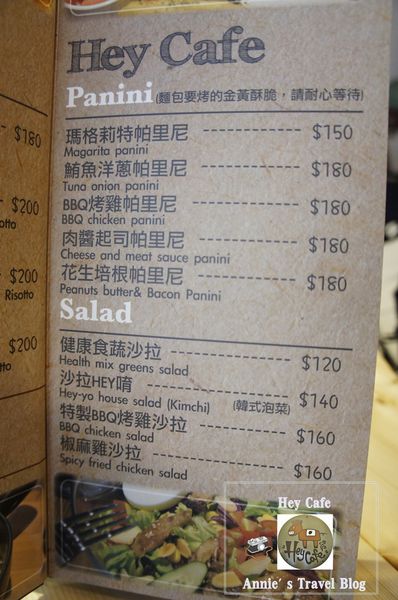 Hey Cafe
Panini (麵包要烤的金黃酥脆，請耐心等待)
瑪格莉特帕里尼 $150
Magarita panini
鮪魚洋蔥帕里尼 $180
Tuna onion panini
BBQ烤雞帕里尼 $180
BBQ chicken panini
肉醬起司帕里尼 $180
Cheese and meat sauce panini
花生培根帕里尼 $180
Peanuts butter& Bacon Panini
Salad
健康食蔬沙拉 $120
Health mix greens salad
沙拉HEY唷 $140
Hey-yo house salad (Kimchi) (韓式泡菜)
特製BBQ烤雞沙拉 $160
BBQ chicken salad
椒麻雞沙拉 $160
Spicy fried chicken salad
$180
$200
$200
Risotto
$200
Hey Cafe
Hey Cafe
Annie's Travel Blog